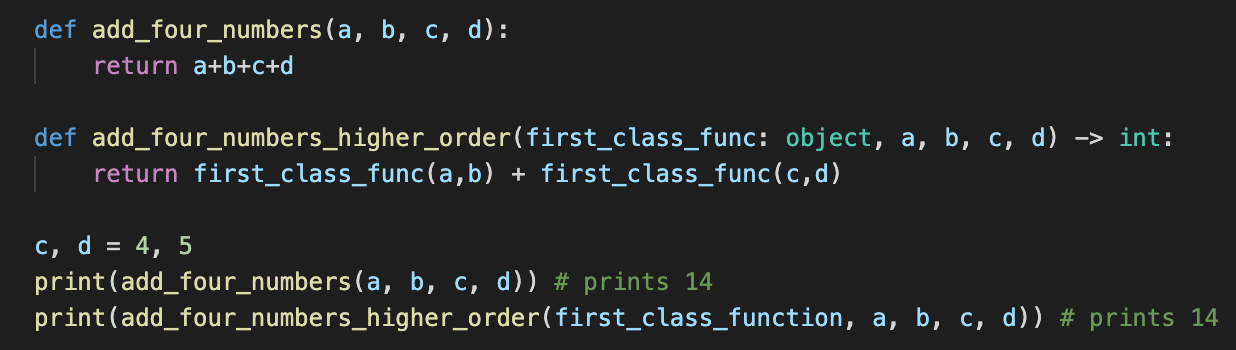 def add_four_numbers(a, b, c, d):
    return a+b+c+d
def add_four_numbers_higher_order(first_class_func: object, a, b, c, d) -> int:
    return first_class_func(a,b) + first_class_func(c,d)
c, d = 4, 5
print(add_four_numbers(a, b, c, d)) # prints 14
print(add_four_numbers_higher_order(first_class_function, a, b, c, d)) # prints 14